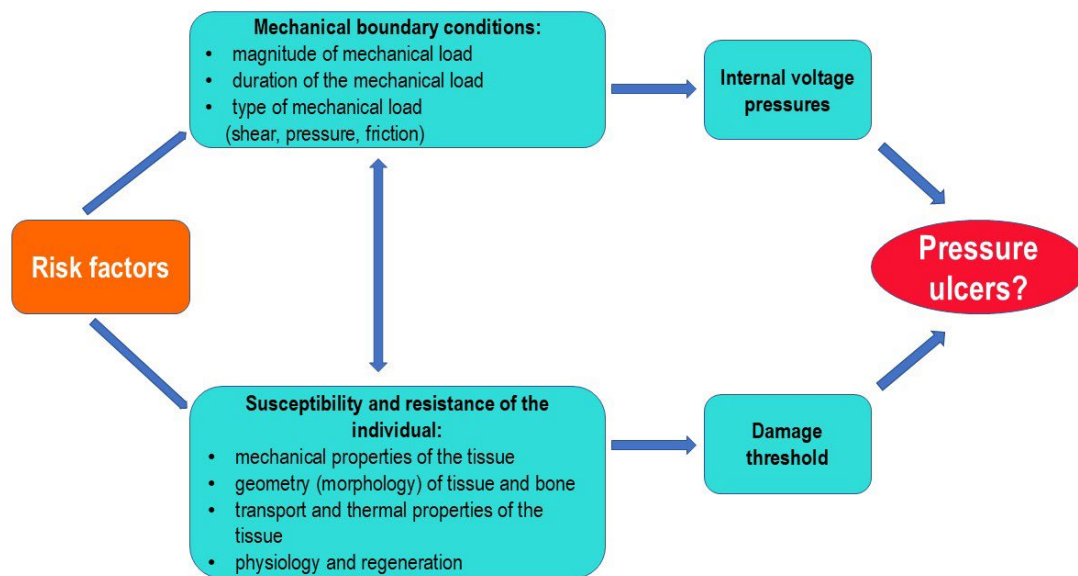 Mechanical boundary conditions:
• magnitude of mechanical load
• duration of the mechanical load
• type of mechanical load
(shear, pressure, friction)
Internal voltage
pressures
Risk factors
Pressure
ulcers?
Susceptibility and resistance of the
individual:
• mechanical properties of the tissue
• geometry (morphology) of tissue and bone
• transport and thermal properties of the
tissue
• physiology and regeneration
Damage
threshold